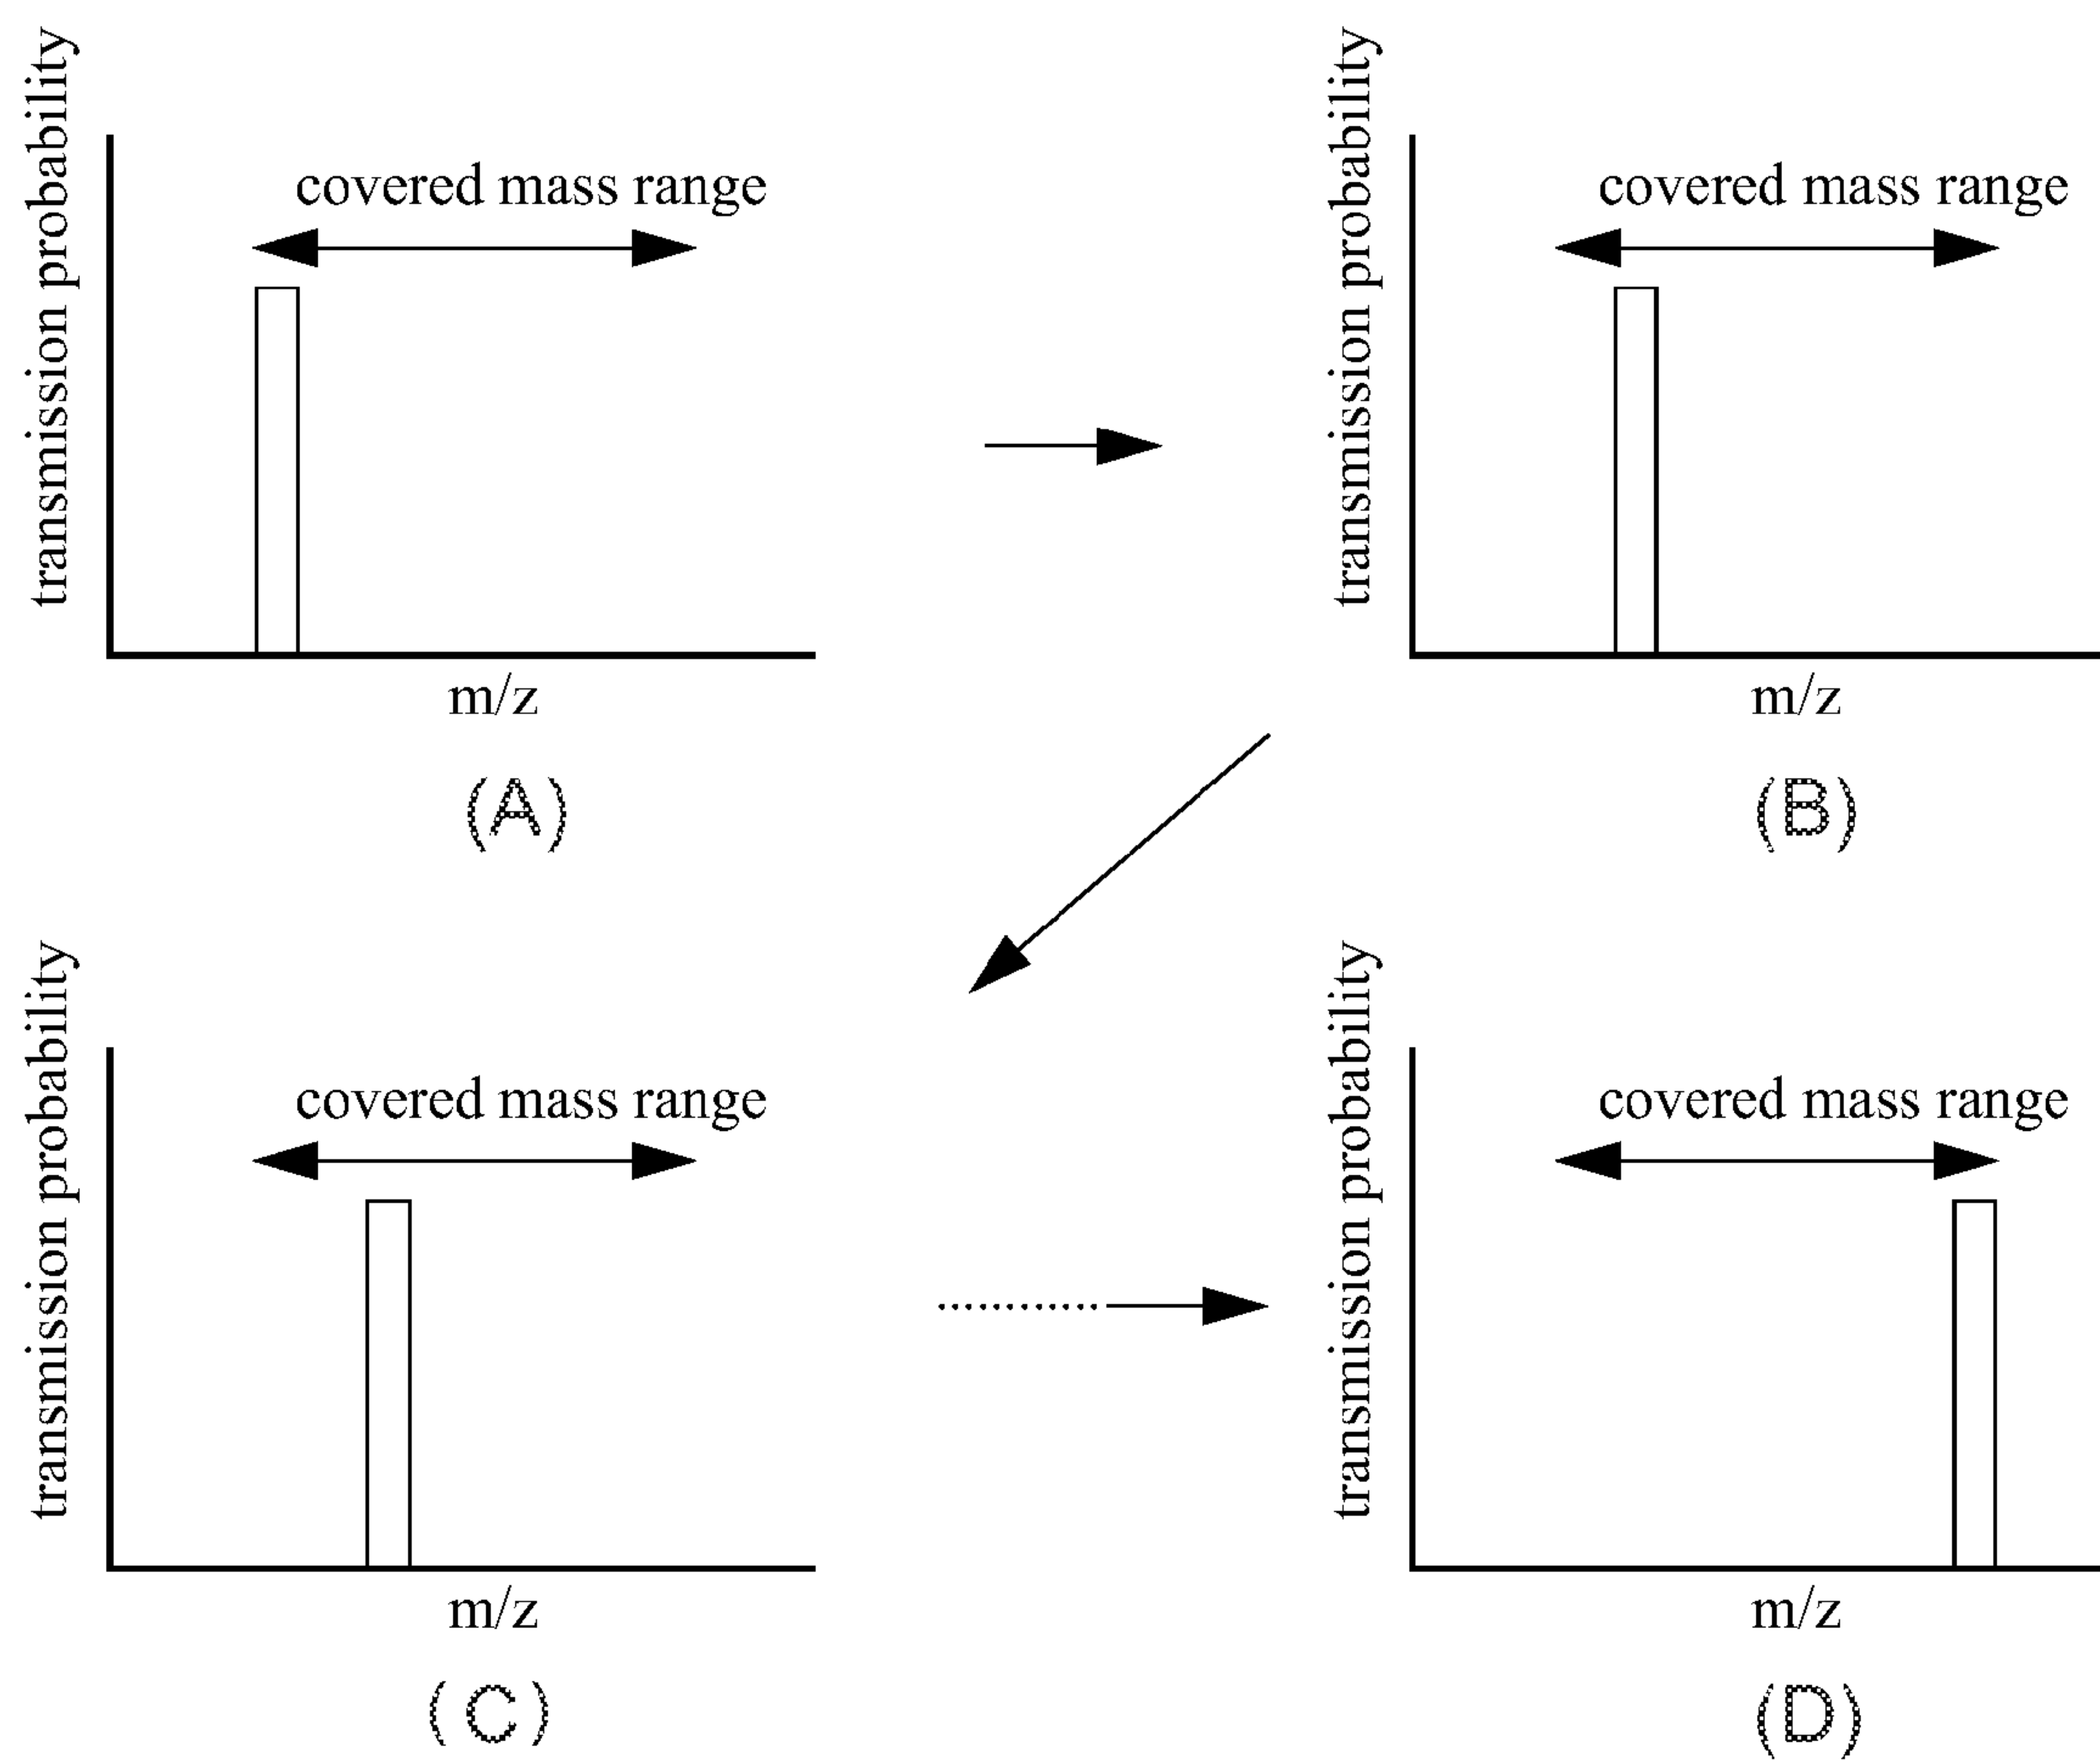 transmission probability
covered mass range
m/z
(A)
transmission probability
covered mass range
m/z
(B)
transmission probability
covered mass range
m/z
(C)
transmission probability
covered mass range
m/z
(D)